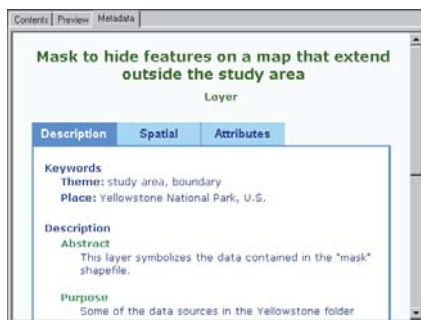 Contents Preview Metadata
Mask to hide features on a map that extend
outside the study area
Layer
Description Spatial Attributes
Keywords
Theme: study area, boundary
Place: Yellowstone National Park, U.S.
Description
Abstract
This layer symbolizes the data contained in the "mask"
shapefile.
Purpose
Some of the data sources in the Yellowstone folder